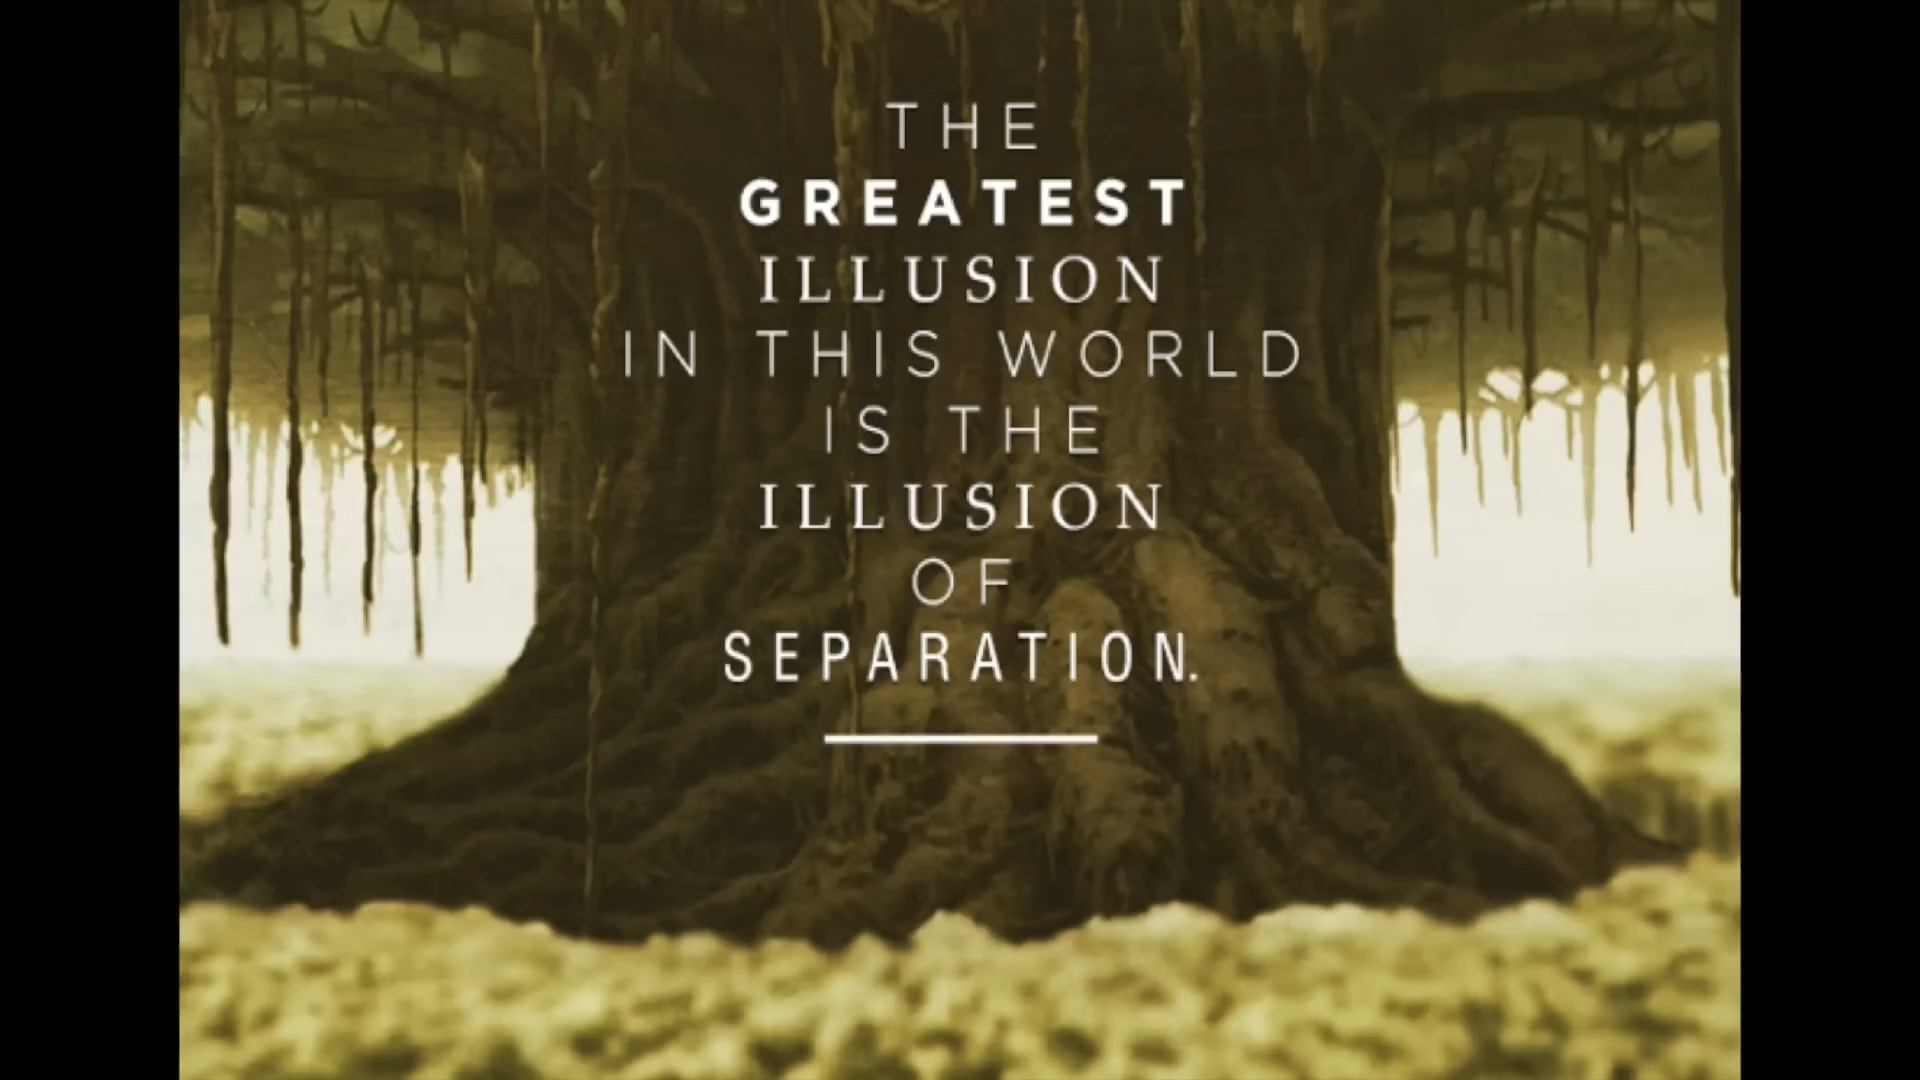 THE
GREATEST
ILLUSION
IN THIS WORLD
IS THE
ILLUSION
OF
SEPARATION.